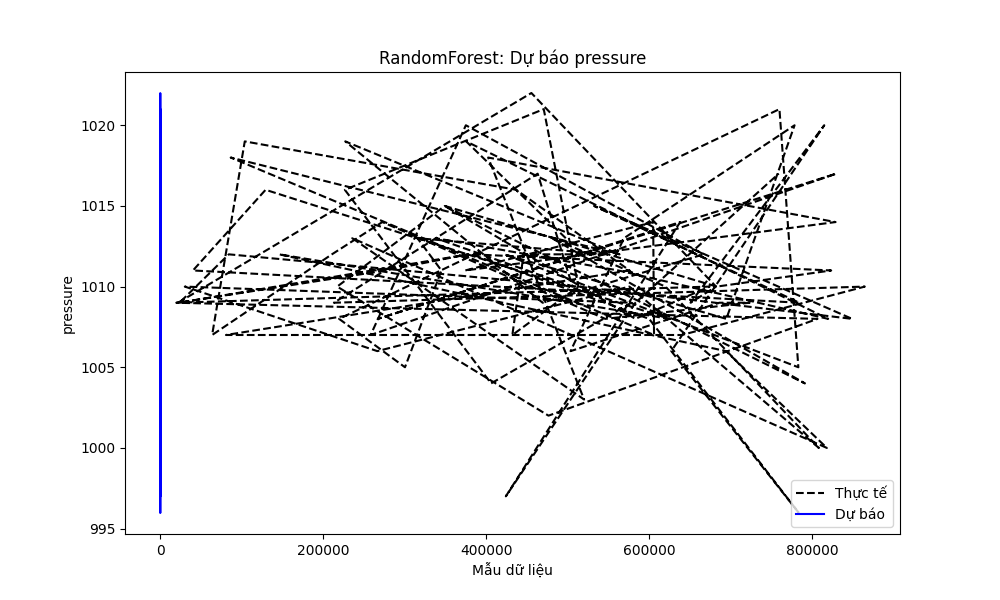 RandomForest: Dự báo pressure
pressure
1020
1015
1010
1005
1000
995
0 200000 400000 600000 800000
Mẫu dữ liệu
Thực tế
Dự báo